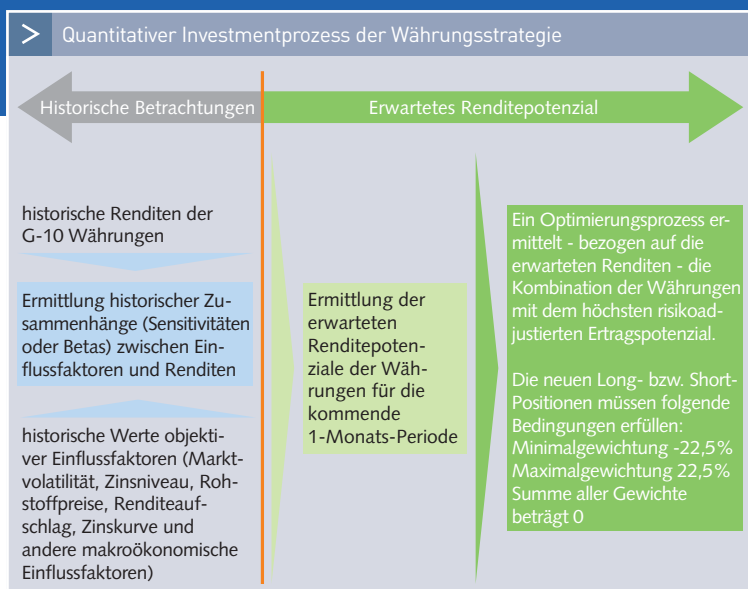 > Quantitativer Investmentprozess der Währungsstrategie
Historische Betrachtungen
Erwartetes Renditepotenzial
historische Renditen der
G-10 Währungen
Ermittlung historischer Zu-
sammenhänge (Sensitivitäten
oder Betas) zwischen Ein-
flussfaktoren und Renditen
historische Werte objekti-
ver Einflussfaktoren (Markt-
volatilität, Zinsniveau, Roh-
stoffpreise, Renditeauf-
schlag, Zinskurve und
andere makroökonomische
Einflussfaktoren)
Ermittlung der
erwarteten
Renditepoten-
ziale der Wäh-
rungen für die
kommende
1-Monats-Periode
Ein Optimierungsprozess er-
mittelt - bezogen auf die
erwarteten Renditen - die
Kombination der Währungen
mit dem höchsten risikoad-
justierten Ertragspotenzial.
Die neuen Long- bzw. Short-
Positionen müssen folgende
Bedingungen erfüllen:
Minimalgewichtung -22,5%
Maximalgewichtung 22,5%
Summe aller Gewichte
beträgt 0